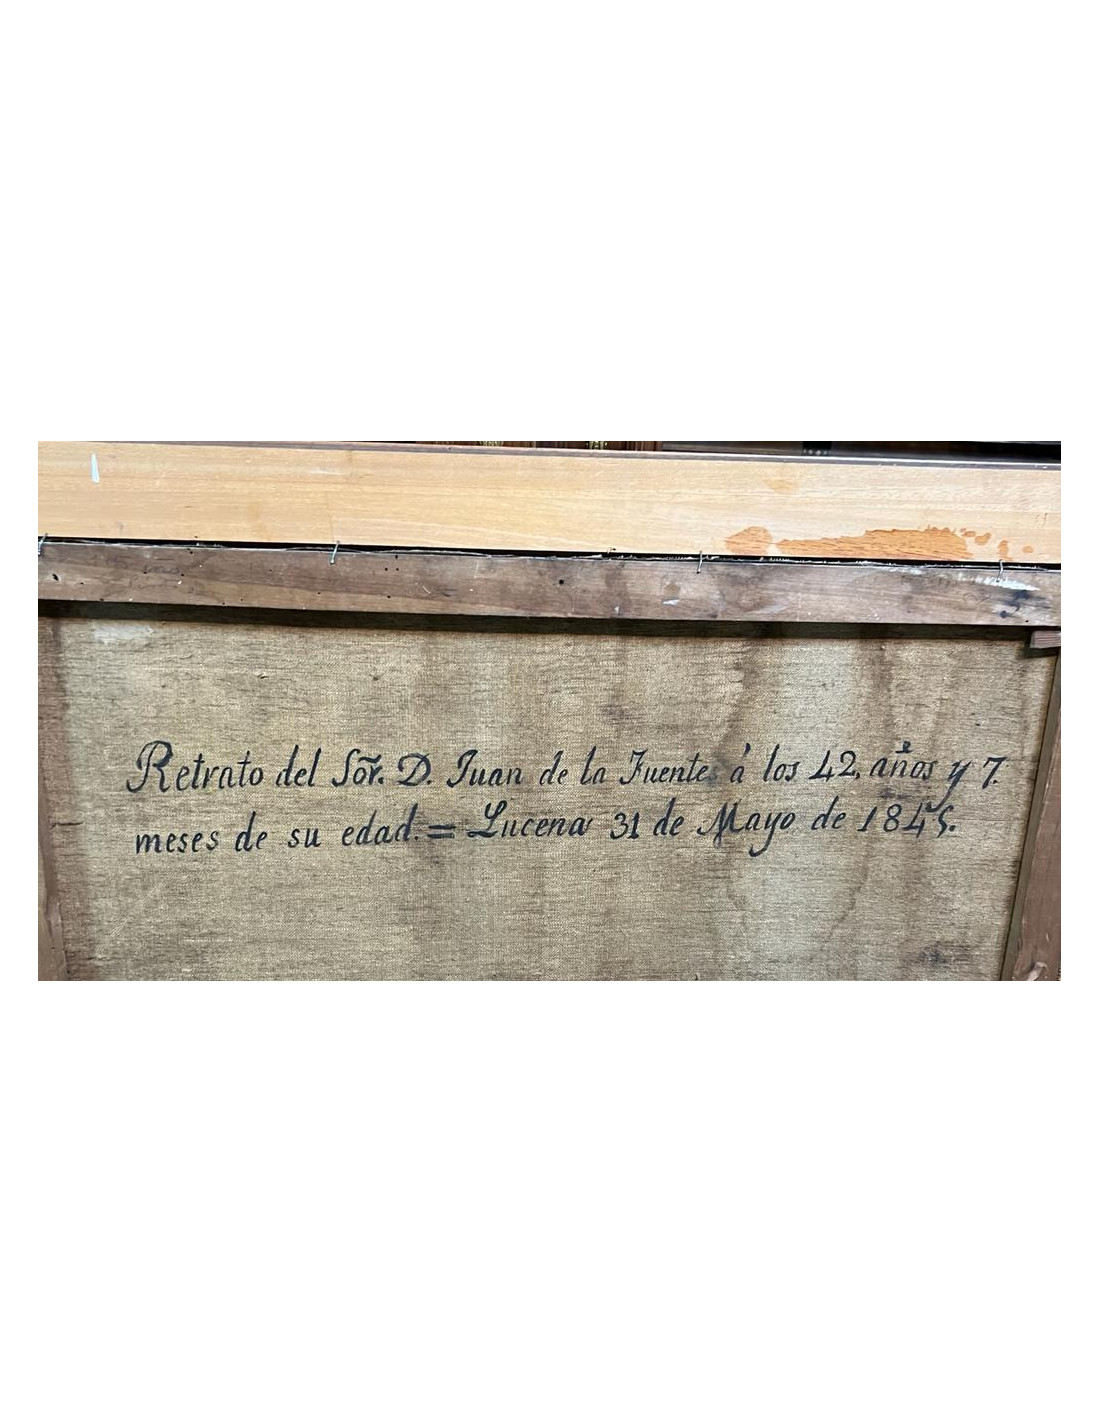 Retrato del Sõr. D. Juan de la Fuente á los 42, años y 7.
meses de su edad. = Lucena 31 de Mayo de 1845.